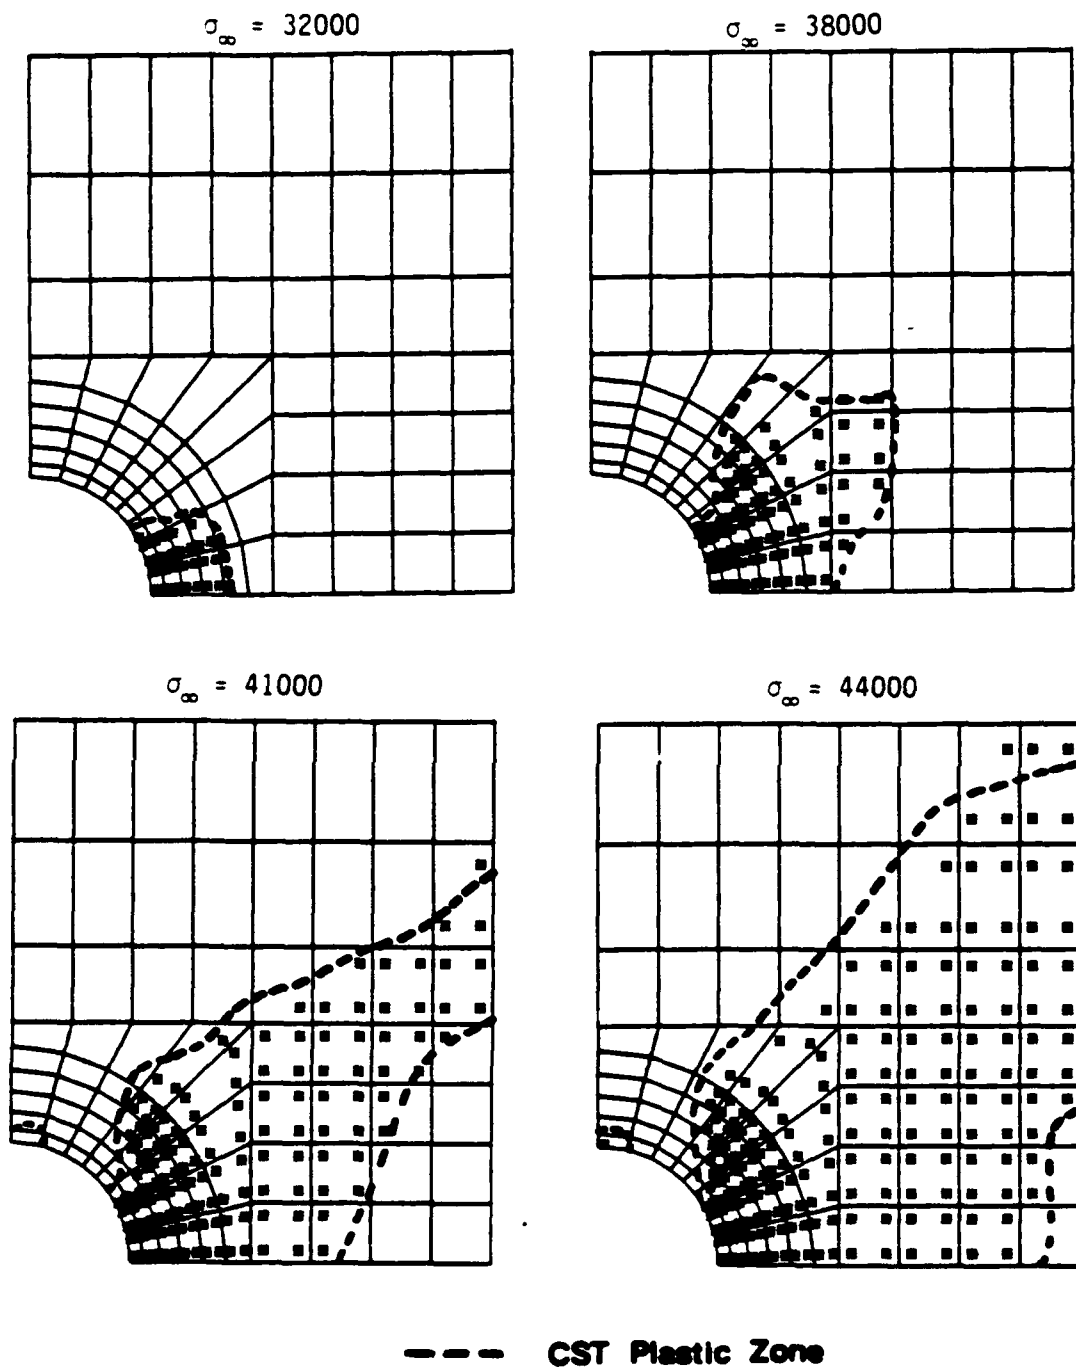 σ∞ = 32000
σ∞ = 38000
σ∞ = 41000
σ∞ = 44000
CST Plastic Zone